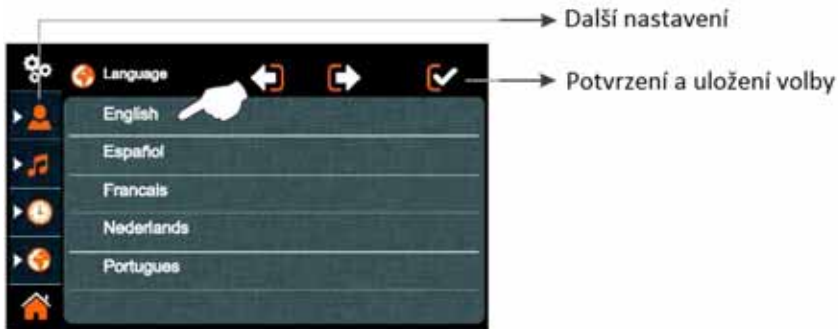 Další nastavení
Language
Potvrzení a uložení volby
English
Español
Francais
Nederlands
Portugues